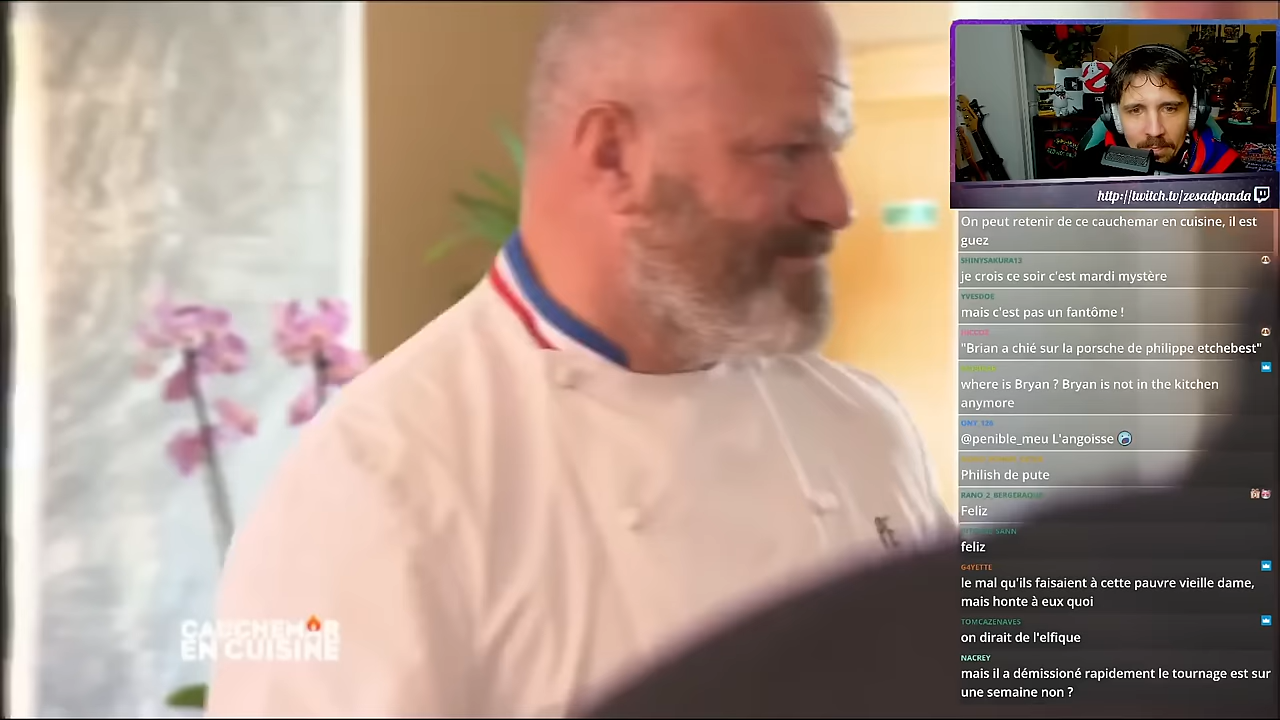 http://twitch.tv/zesadpanda
On peut retenir de ce cauchemar en cuisine, il est
guez
SHINYSAKURA13
je crois ce soir c'est mardi mystère
YVESDOE
mais c'est pas un fantôme !
"Brian a chié sur la porsche de philippe etchebest"
where is Bryan ? Bryan is not in the kitchen
anymore
ONY_126
@penible_meu L'angoisse
Philish de pute
RANO_2_BERGERAQUE
Feliz
feliz
G4YETTE
le mal qu'ils faisaient à cette pauvre vieille dame,
mais honte à eux quoi
TOMCAZENAVES
on dirait de l'elfique
NACREY
mais il a démissioné rapidement le tournage est sur
une semaine non ?
CAUCHEMAR
EN CUISINE